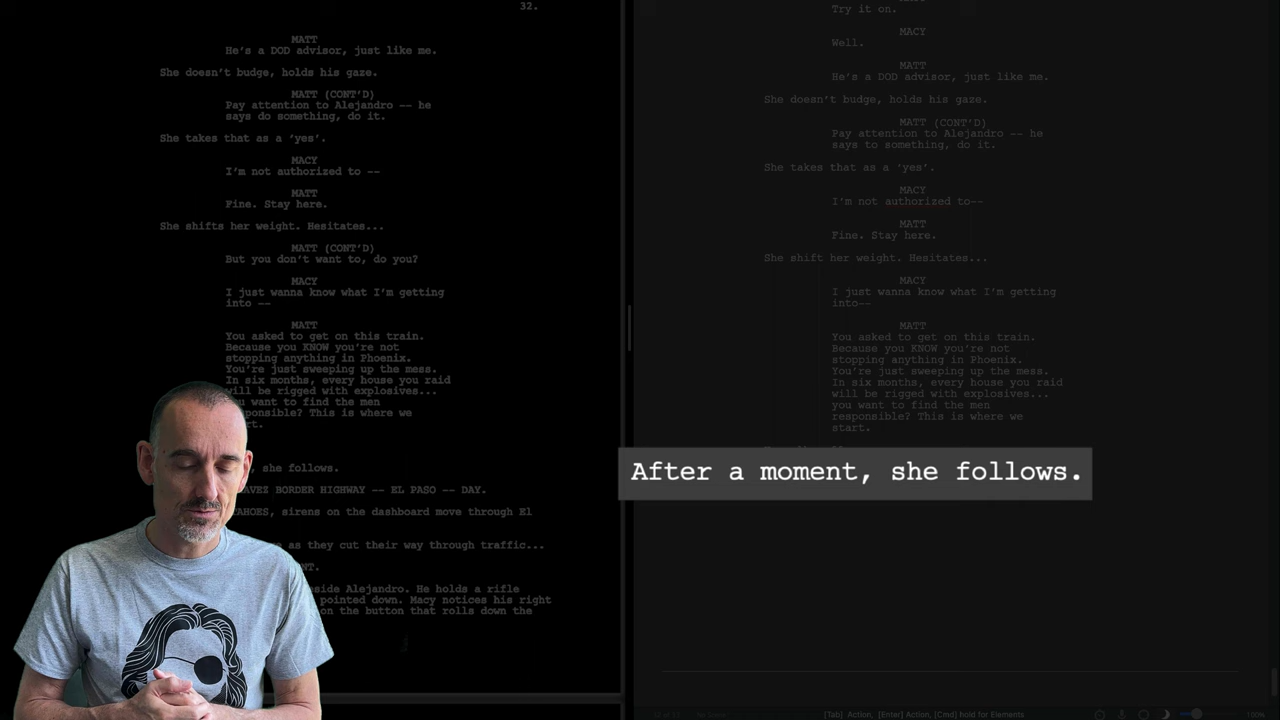 32.
MATT
He's a DOD advisor, just like me.
She doesn't budge, holds his gaze.
MATT (CONT'D)
Pay attention to Alejandro -- he
says do something, do it.
She takes that as a 'yes'.
MACY
I'm not authorized to --
MATT
Fine. Stay here.
She shifts her weight. Hesitates...
MATT (CONT'D)
But you don't want to, do you?
MACY
I just wanna know what I'm getting
into --
MATT
You asked to get on this train.
Because you KNOW you're not
stopping anything in Phoenix.
You're just sweeping up the mess.
In six months, every house you raid
will be rigged with explosives...
want to find the men
This is where we
she follows.
BORDER HIGHWAY -- EL PASO -- DAY.
sirens on the dashboard move through El
as they cut their way through traffic...
Alejandro. He holds a rifle
pointed down. Macy notices his right
on the button that rolls down the
Try it on.
MACY
Well.
MATT
He's a DOD advisor, just like me.
She doesn't budge, holds his gaze.
MATT (CONT'D)
Pay attention to Alejandro -- he
says to something, do it.
She takes that as a 'yes'.
MACY
I'm not authorized to--
MATT
Fine. Stay here.
She shift her weight. Hesitates...
MACY
I just wanna know what I'm getting
into--
MATT
You asked to get on this train.
Because you KNOW you're not
stopping anything in Phoenix.
You're just sweeping up the mess.
In six months, every house you raid
will be rigged with explosives...
you want to find the men
responsible? This is where we
start.
After a moment, she follows.
[Tab] Action, [Enter] Action, [Cmd] hold for Elements
100%